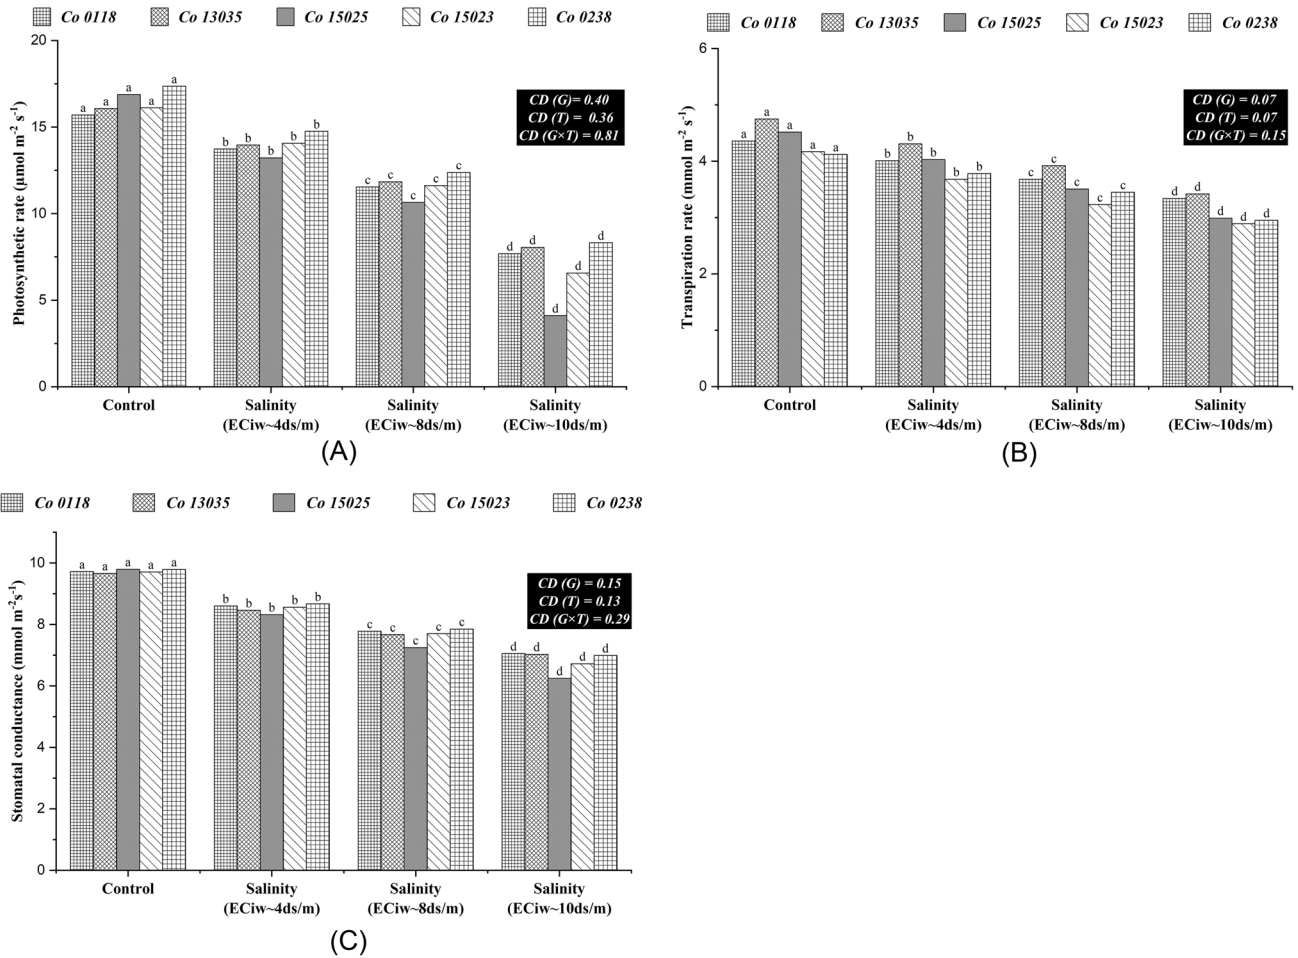 Co 0118 Co 13035 Co 15025 Co 15023 Co 0238
20
15
10
5
0
Photosynthetic rate (µmol m⁻² s⁻¹)
a a a a a
b b b b b
c c c c c
d d d d d
CD (G)= 0.40
CD (T) = 0.36
CD (G×T) = 0.81
Control Salinity Salinity Salinity
(ECiw~4ds/m) (ECiw~8ds/m) (ECiw~10ds/m)
(A)
Co 0118 Co 13035 Co 15025 Co 15023 Co 0238
6
4
2
0
Transpiration rate (mmol m⁻² s⁻¹)
a a a a a
b b b b b
c c c c c
d d d d d
CD (G) = 0.07
CD (T) = 0.07
CD (G×T) = 0.15
Control Salinity Salinity Salinity
(ECiw~4ds/m) (ECiw~8ds/m) (ECiw~10ds/m)
(B)
Co 0118 Co 13035 Co 15025 Co 15023 Co 0238
10
8
6
4
2
0
Stomatal conductance (mmol m⁻²s⁻¹)
a a a a a
b b b b b
c c c c c
d d d d d
CD (G) = 0.15
CD (T) = 0.13
CD (G×T) = 0.29
Control Salinity Salinity Salinity
(ECiw~4ds/m) (ECiw~8ds/m) (ECiw~10ds/m)
(C)